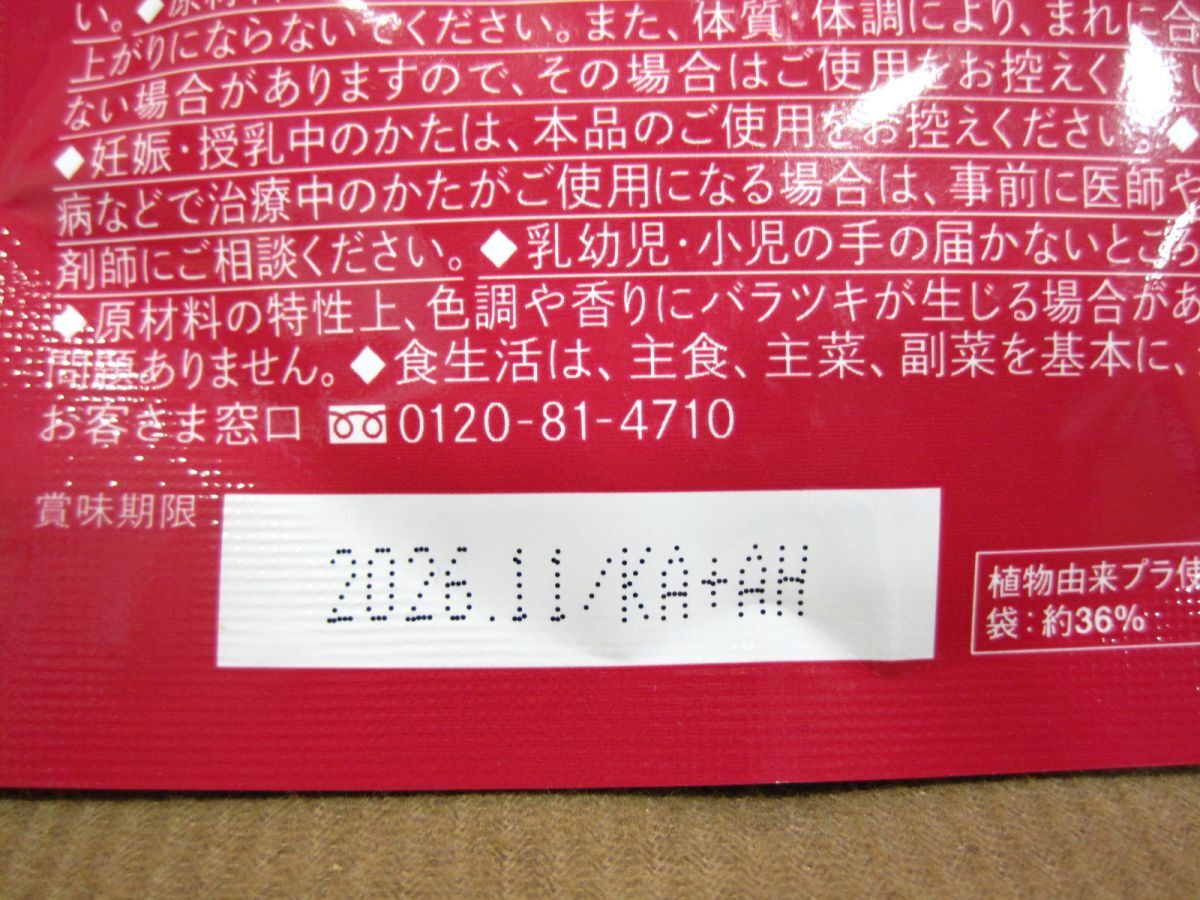 い。◆原材
上がりにならないでください。また、体質・体調により、まれに合
ない場合がありますので、その場合はご使用をお控えく
◆妊娠・授乳中のかたは、本品のご使用をお控えください。◆
病などで治療中のかたがご使用になる場合は、事前に医師や
剤師にご相談ください。◆乳幼児・小児の手の届かないところ
◆原材料の特性上、色調や香りにバラツキが生じる場合があ
問題ありません。◆食生活は、主食、主菜、副菜を基本に、
お客さま窓口 0120-81-4710
賞味期限 2026.11/KA+AH
植物由来プラ使
袋:約36%